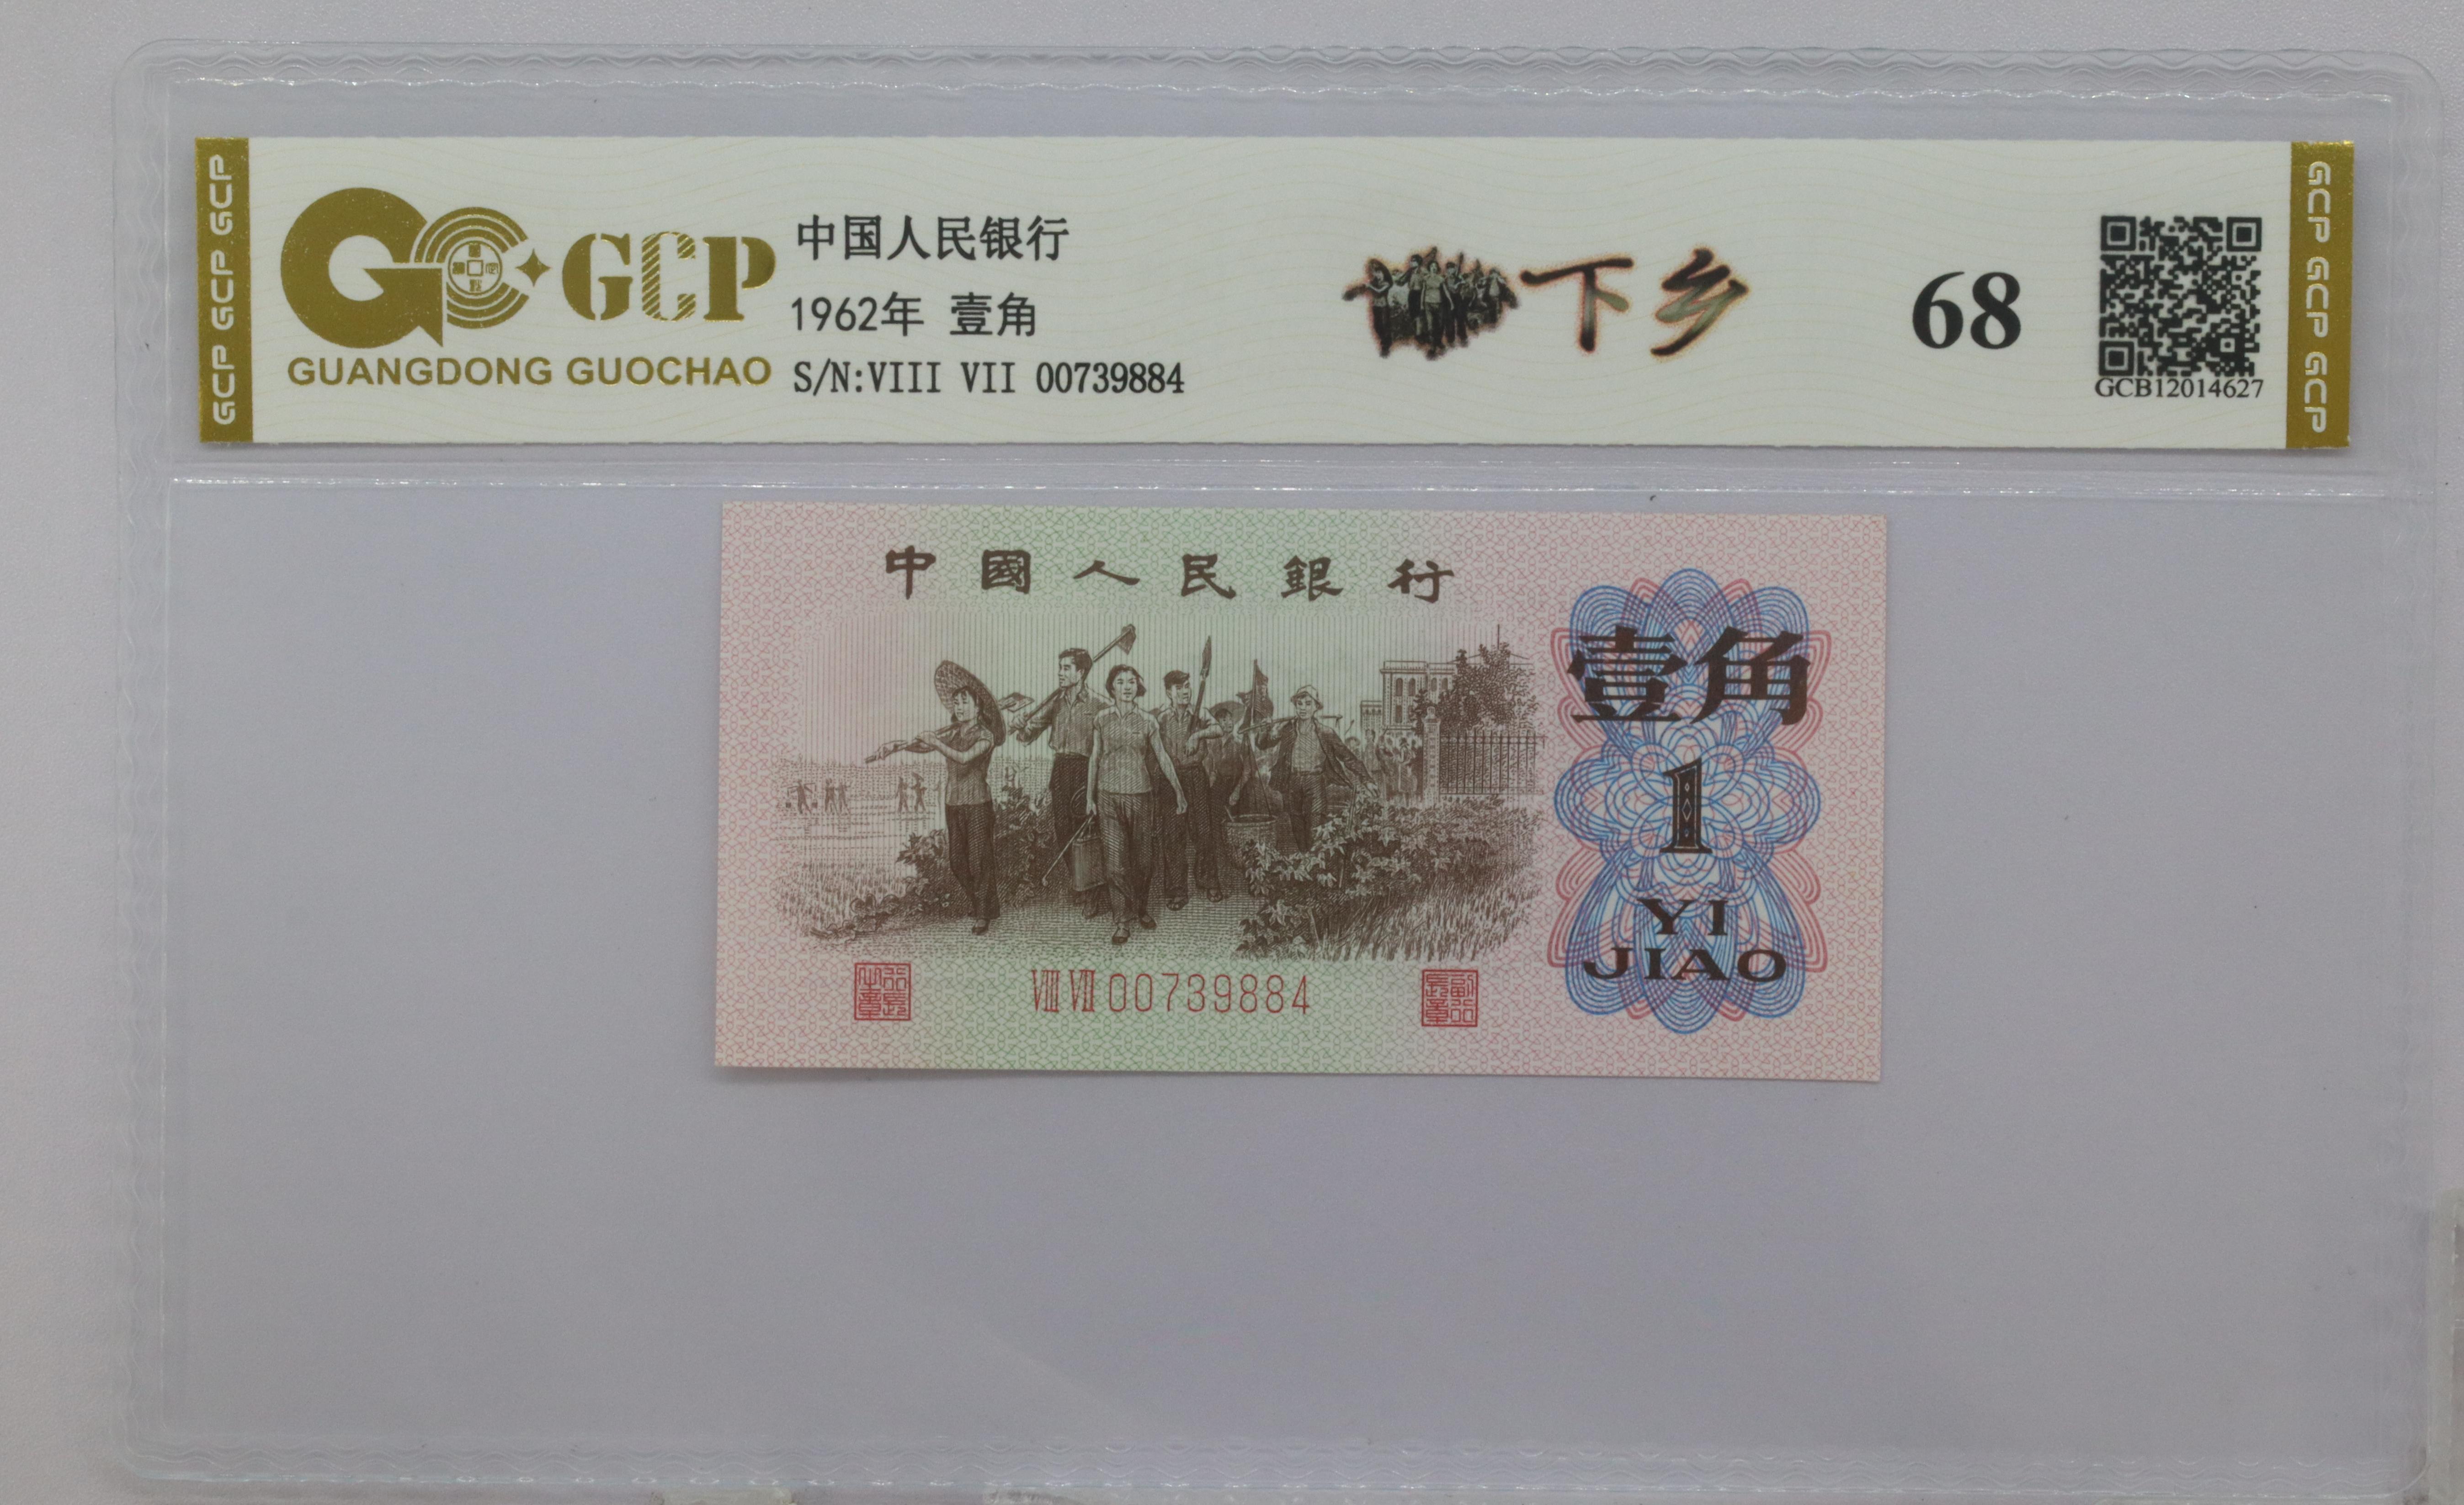 GCP GCP GCP
GCP
GUANGDONG GUOCHAO
中国人民银行
1962年 壹角
S/N:VIII VII 00739884
下乡
68
GCB12014627
GCP GCP GCP
中國人民銀行
壹角
1
YI
JIAO
VIII VII 00739884